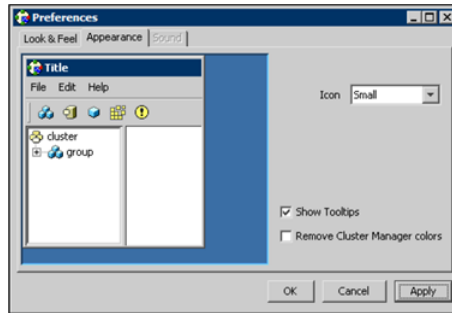 Preferences
Look & Feel Appearance Sound
Title
File Edit Help
cluster
group
Icon Small
Show Tooltips
Remove Cluster Manager colors
OK Cancel Apply